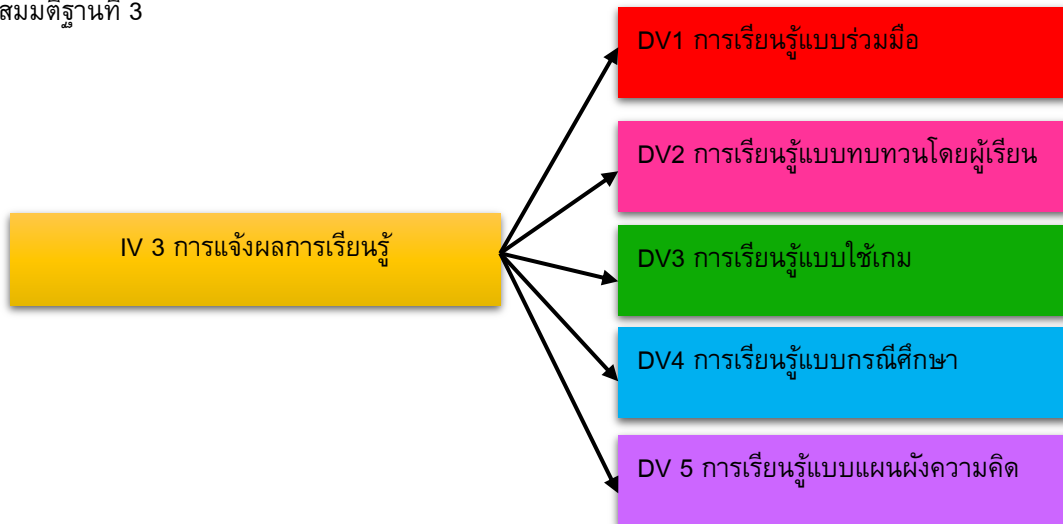 สมมติฐานที่ 3
DV1 การเรียนรู้แบบร่วมมือ
DV2 การเรียนรู้แบบทบทวนโดยผู้เรียน
IV 3 การแจ้งผลการเรียนรู้
DV3 การเรียนรู้แบบใช้เกม
DV4 การเรียนรู้แบบกรณีศึกษา
DV 5 การเรียนรู้แบบแผนผังความคิด